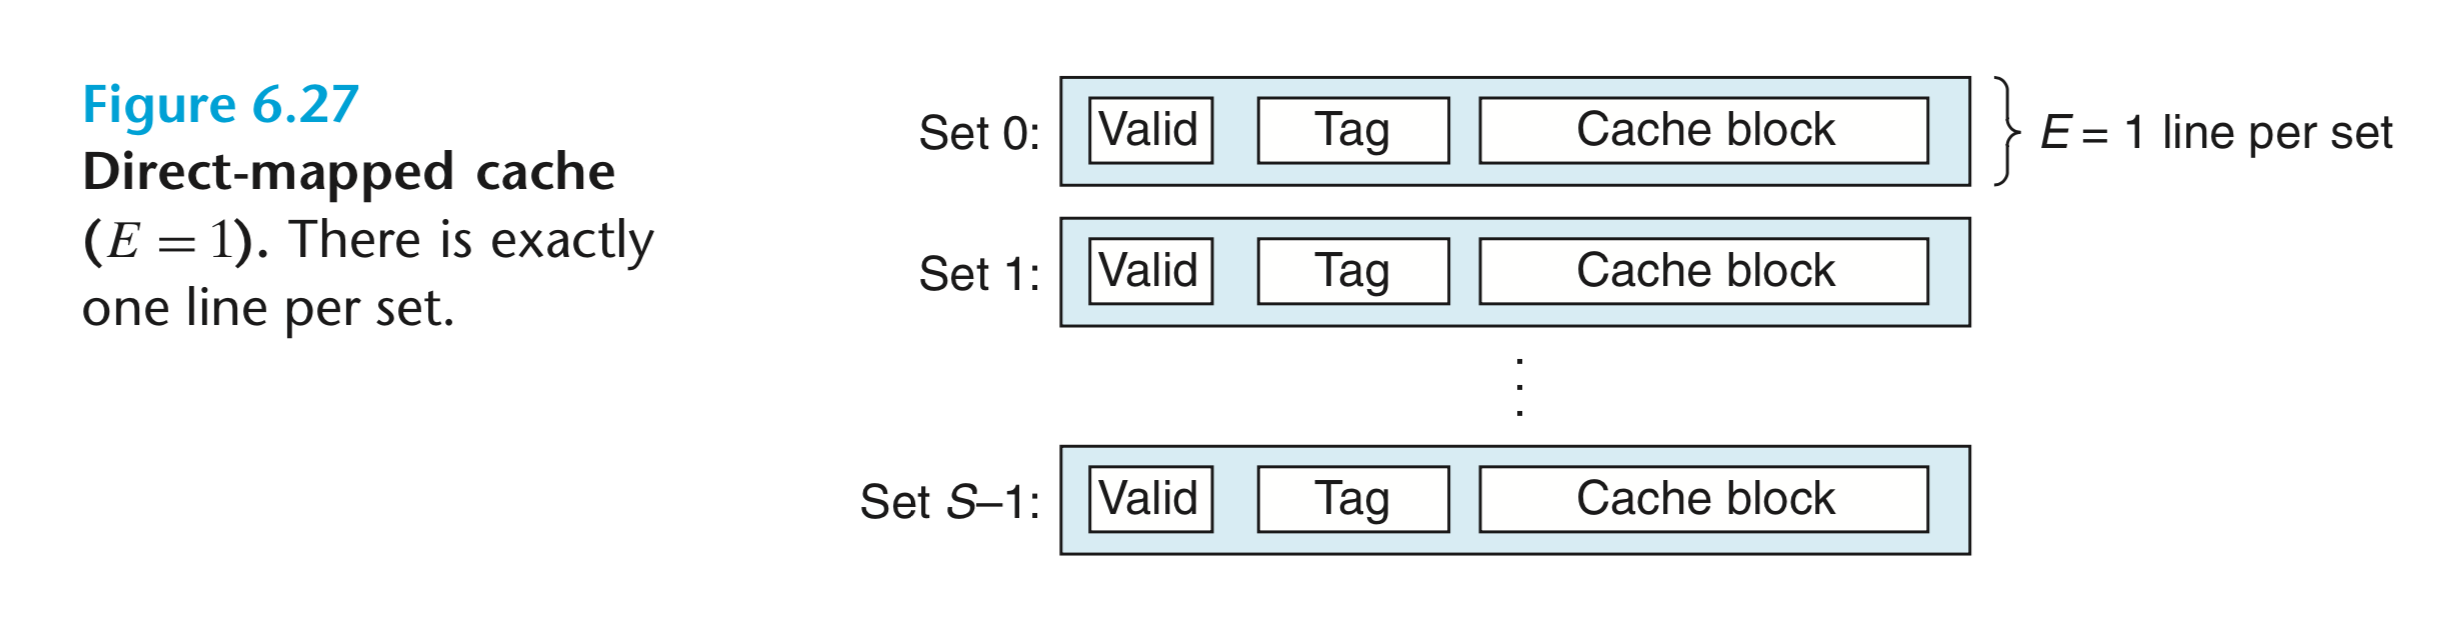 Figure 6.27
Direct-mapped cache
(E = 1). There is exactly
one line per set.
Set 0: Valid Tag Cache block E = 1 line per set
Set 1: Valid Tag Cache block
Set S–1: Valid Tag Cache block